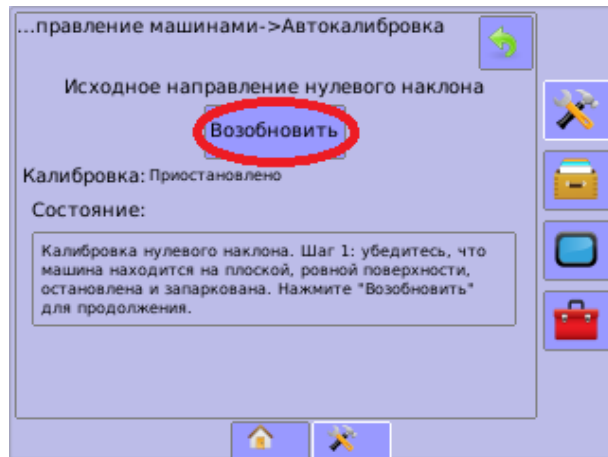 ...правление машинами->Автокалибровка
Исходное направление нулевого наклона
Возобновить
Калибровка: Приостановлено
Состояние:
Калибровка нулевого наклона. Шаг 1: убедитесь, что
машина находится на плоской, ровной поверхности,
остановлена и запаркована. Нажмите "Возобновить"
для продолжения.